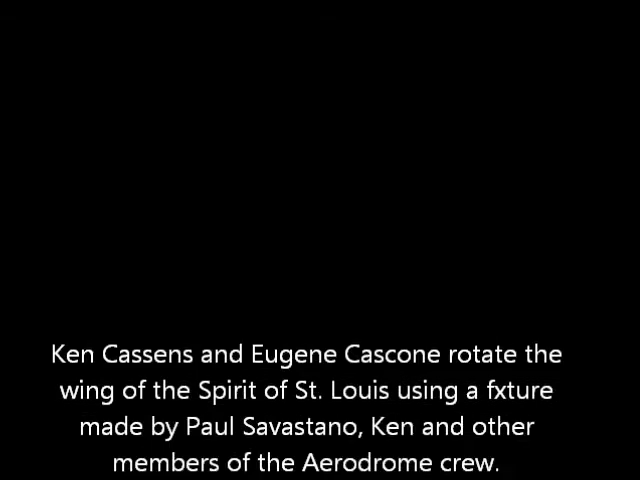 Ken Cassens and Eugene Cascone rotate the
wing of the Spirit of St. Louis using a fxture
made by Paul Savastano, Ken and other
members of the Aerodrome crew.